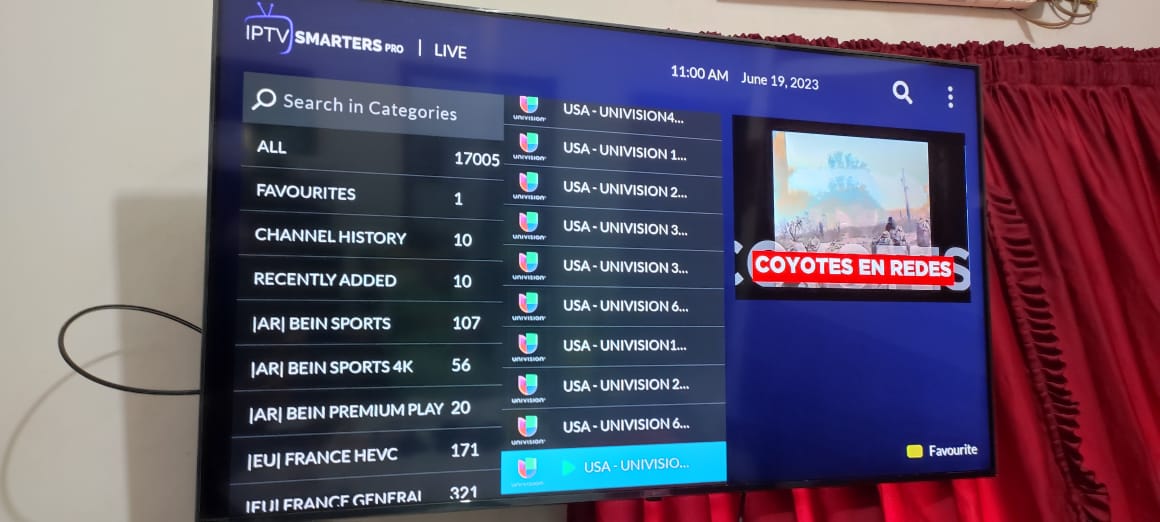 IPTV SMARTERS PRO | LIVE
11:00 AM June 19, 2023
Search in Categories
ALL 17005
FAVOURITES 1
CHANNEL HISTORY 10
RECENTLY ADDED 10
|AR| BEIN SPORTS 107
|AR| BEIN SPORTS 4K 56
|AR| BEIN PREMIUM PLAY 20
|EU| FRANCE HEVC 171
|EU| FRANCE GENERAL 321
univision USA - UNIVISION4...
univision USA - UNIVISION 1...
univision USA - UNIVISION 2...
univision USA - UNIVISION 3...
univision USA - UNIVISION 3...
univision USA - UNIVISION 6...
univision USA - UNIVISION1...
univision USA - UNIVISION 2...
univision USA - UNIVISION 6...
univision USA - UNIVISIO...
COYOTES EN REDES
Favourite